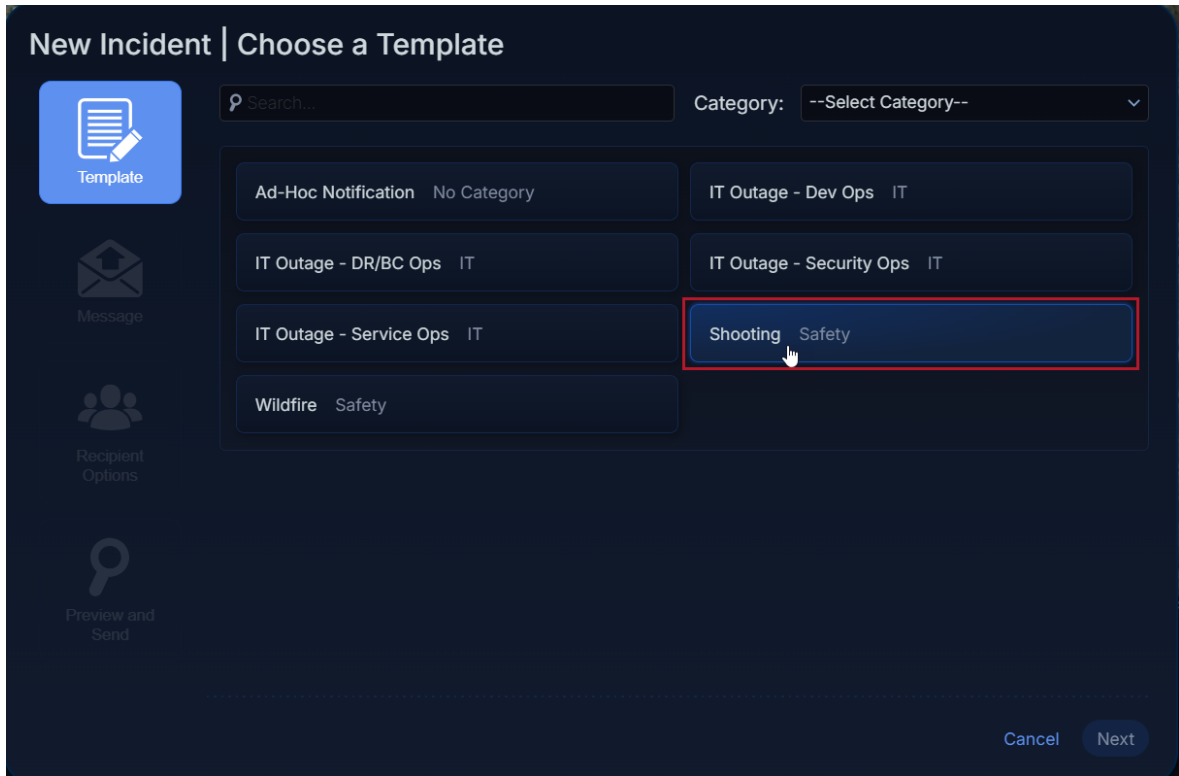 New Incident | Choose a Template
Template
Search...
Category:
--Select Category--
Ad-Hoc Notification No Category
IT Outage - Dev Ops IT
IT Outage - DR/BC Ops IT
IT Outage - Security Ops IT
IT Outage - Service Ops IT
Shooting Safety
Wildfire Safety
Message
Recipient
Options
Preview and
Send
Cancel
Next